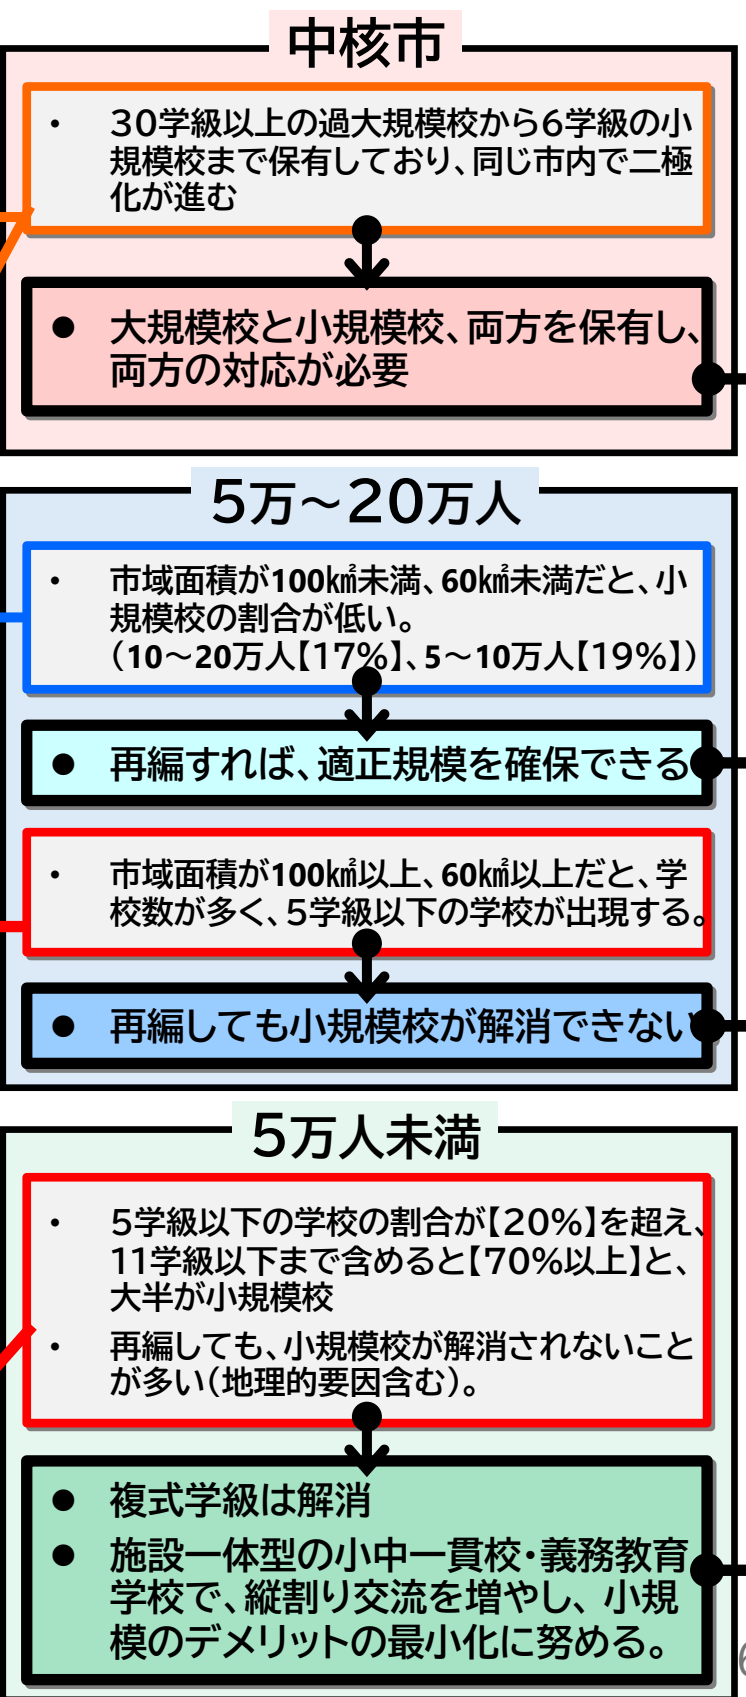 中核市
・ 30学級以上の過大規模校から6学級の小
規模校まで保有しており、同じ市内で二極
化が進む
● 大規模校と小規模校、両方を保有し、
両方の対応が必要
5万～20万人
・ 市域面積が100㎢未満、60㎢未満だと、小
規模校の割合が低い。
（10～20万人【17%】、5～10万人【19%】）
● 再編すれば、適正規模を確保できる
・ 市域面積が100㎢以上、60㎢以上だと、学
校数が多く、5学級以下の学校が出現する。
● 再編しても小規模校が解消できない
5万人未満
・ 5学級以下の学校の割合が【20%】を超え、
11学級以下まで含めると【70%以上】と、
大半が小規模校
・ 再編しても、小規模校が解消されないこと
が多い（地理的要因含む）。
● 複式学級は解消
● 施設一体型の小中一貫校・義務教育
学校で、縦割り交流を増やし、小規
模のデメリットの最小化に努める。